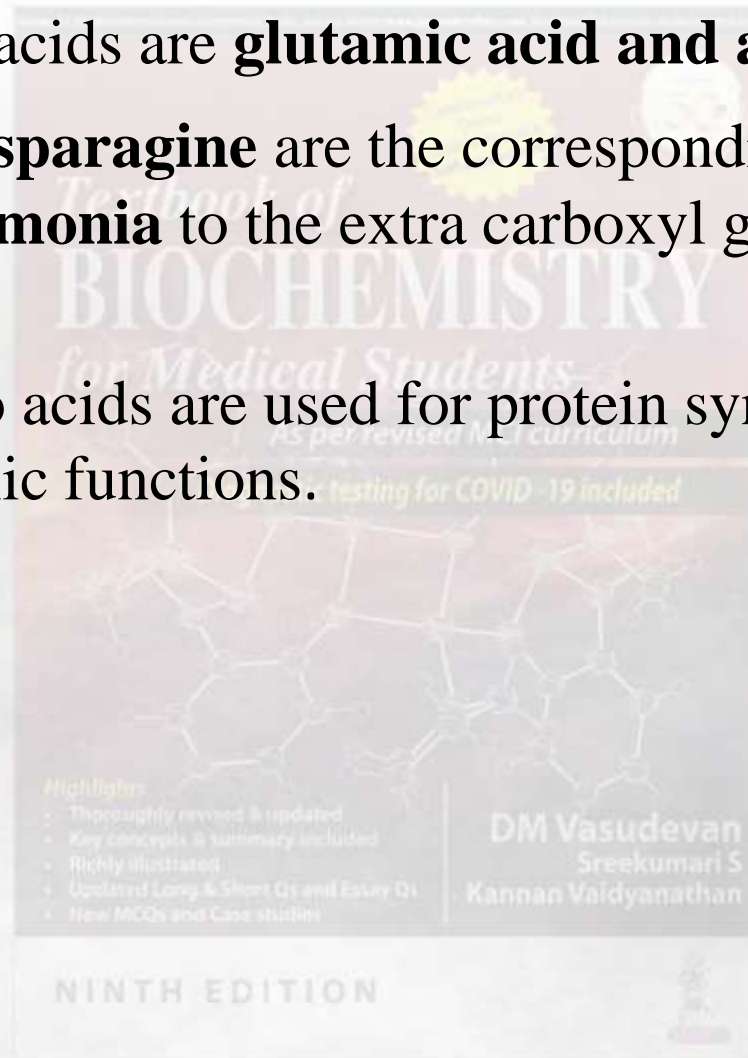 acids are glutamic acid and a
sparagine are the correspondi
Textbook of
monia to the extra carboxyl g
BIOCHEMISTRY
for Medical Students
acids are used for protein syn
As per revised MCI curriculum
ic functions.
testing for COVID-19 included
Highlights
• Thoroughly revised & updated
• Key concepts & summary included
• Richly illustrated
• Updated Long & Short Qs and Essay Qs
• New MCQs and Case studies
DM Vasudevan
Sreekumari S
Kannan Vaidyanathan
NINTH EDITION